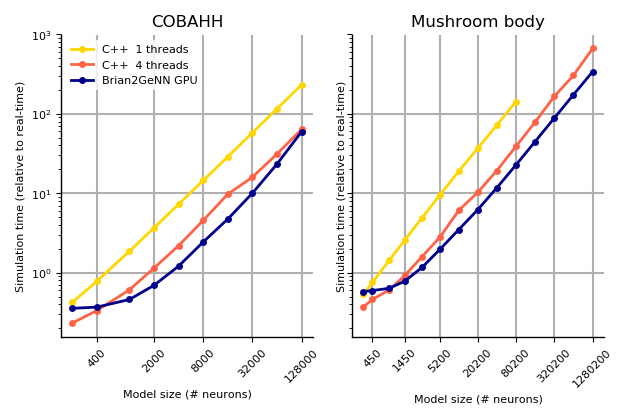 COBAHH
Mushroom body
C++ 1 threads
C++ 4 threads
Brian2GeNN GPU
Simulation time (relative to real-time)
10³
10²
10¹
10⁰
400
2000
8000
32000
128000
Model size (# neurons)
Simulation time (relative to real-time)
450
1450
5200
20200
80200
320200
1280200
Model size (# neurons)